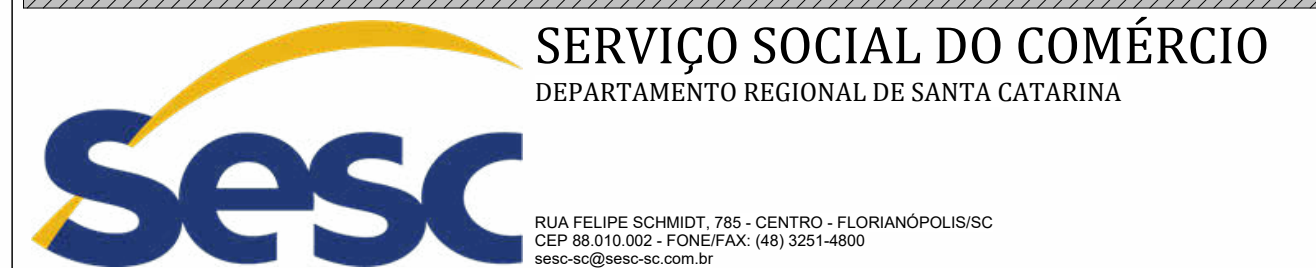 Sesc
SERVIÇO SOCIAL DO COMÉRCIO
DEPARTAMENTO REGIONAL DE SANTA CATARINA
RUA FELIPE SCHMIDT, 785 - CENTRO - FLORIANÓPOLIS/SC
CEP 88.010.002 - FONE/FAX: (48) 3251-4800
sesc-sc@sesc-sc.com.br